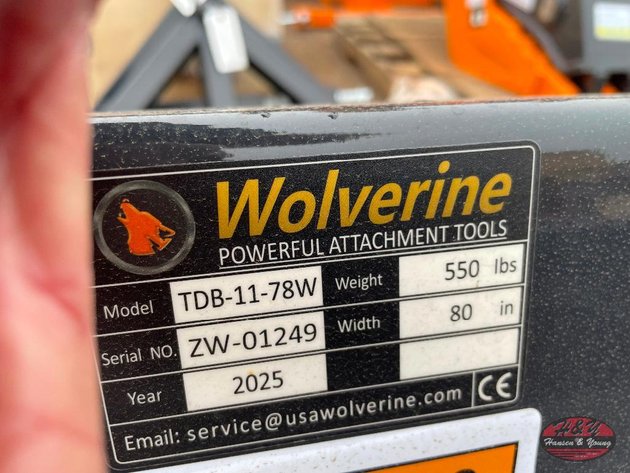 Wolverine
POWERFUL ATTACHMENT TOOLS
Model TDB-11-78W Weight 550 lbs
Serial NO. ZW-01249 Width 80 in
Year 2025
Email: service@usawolverine.com CE
H&Y
Hansen & Young